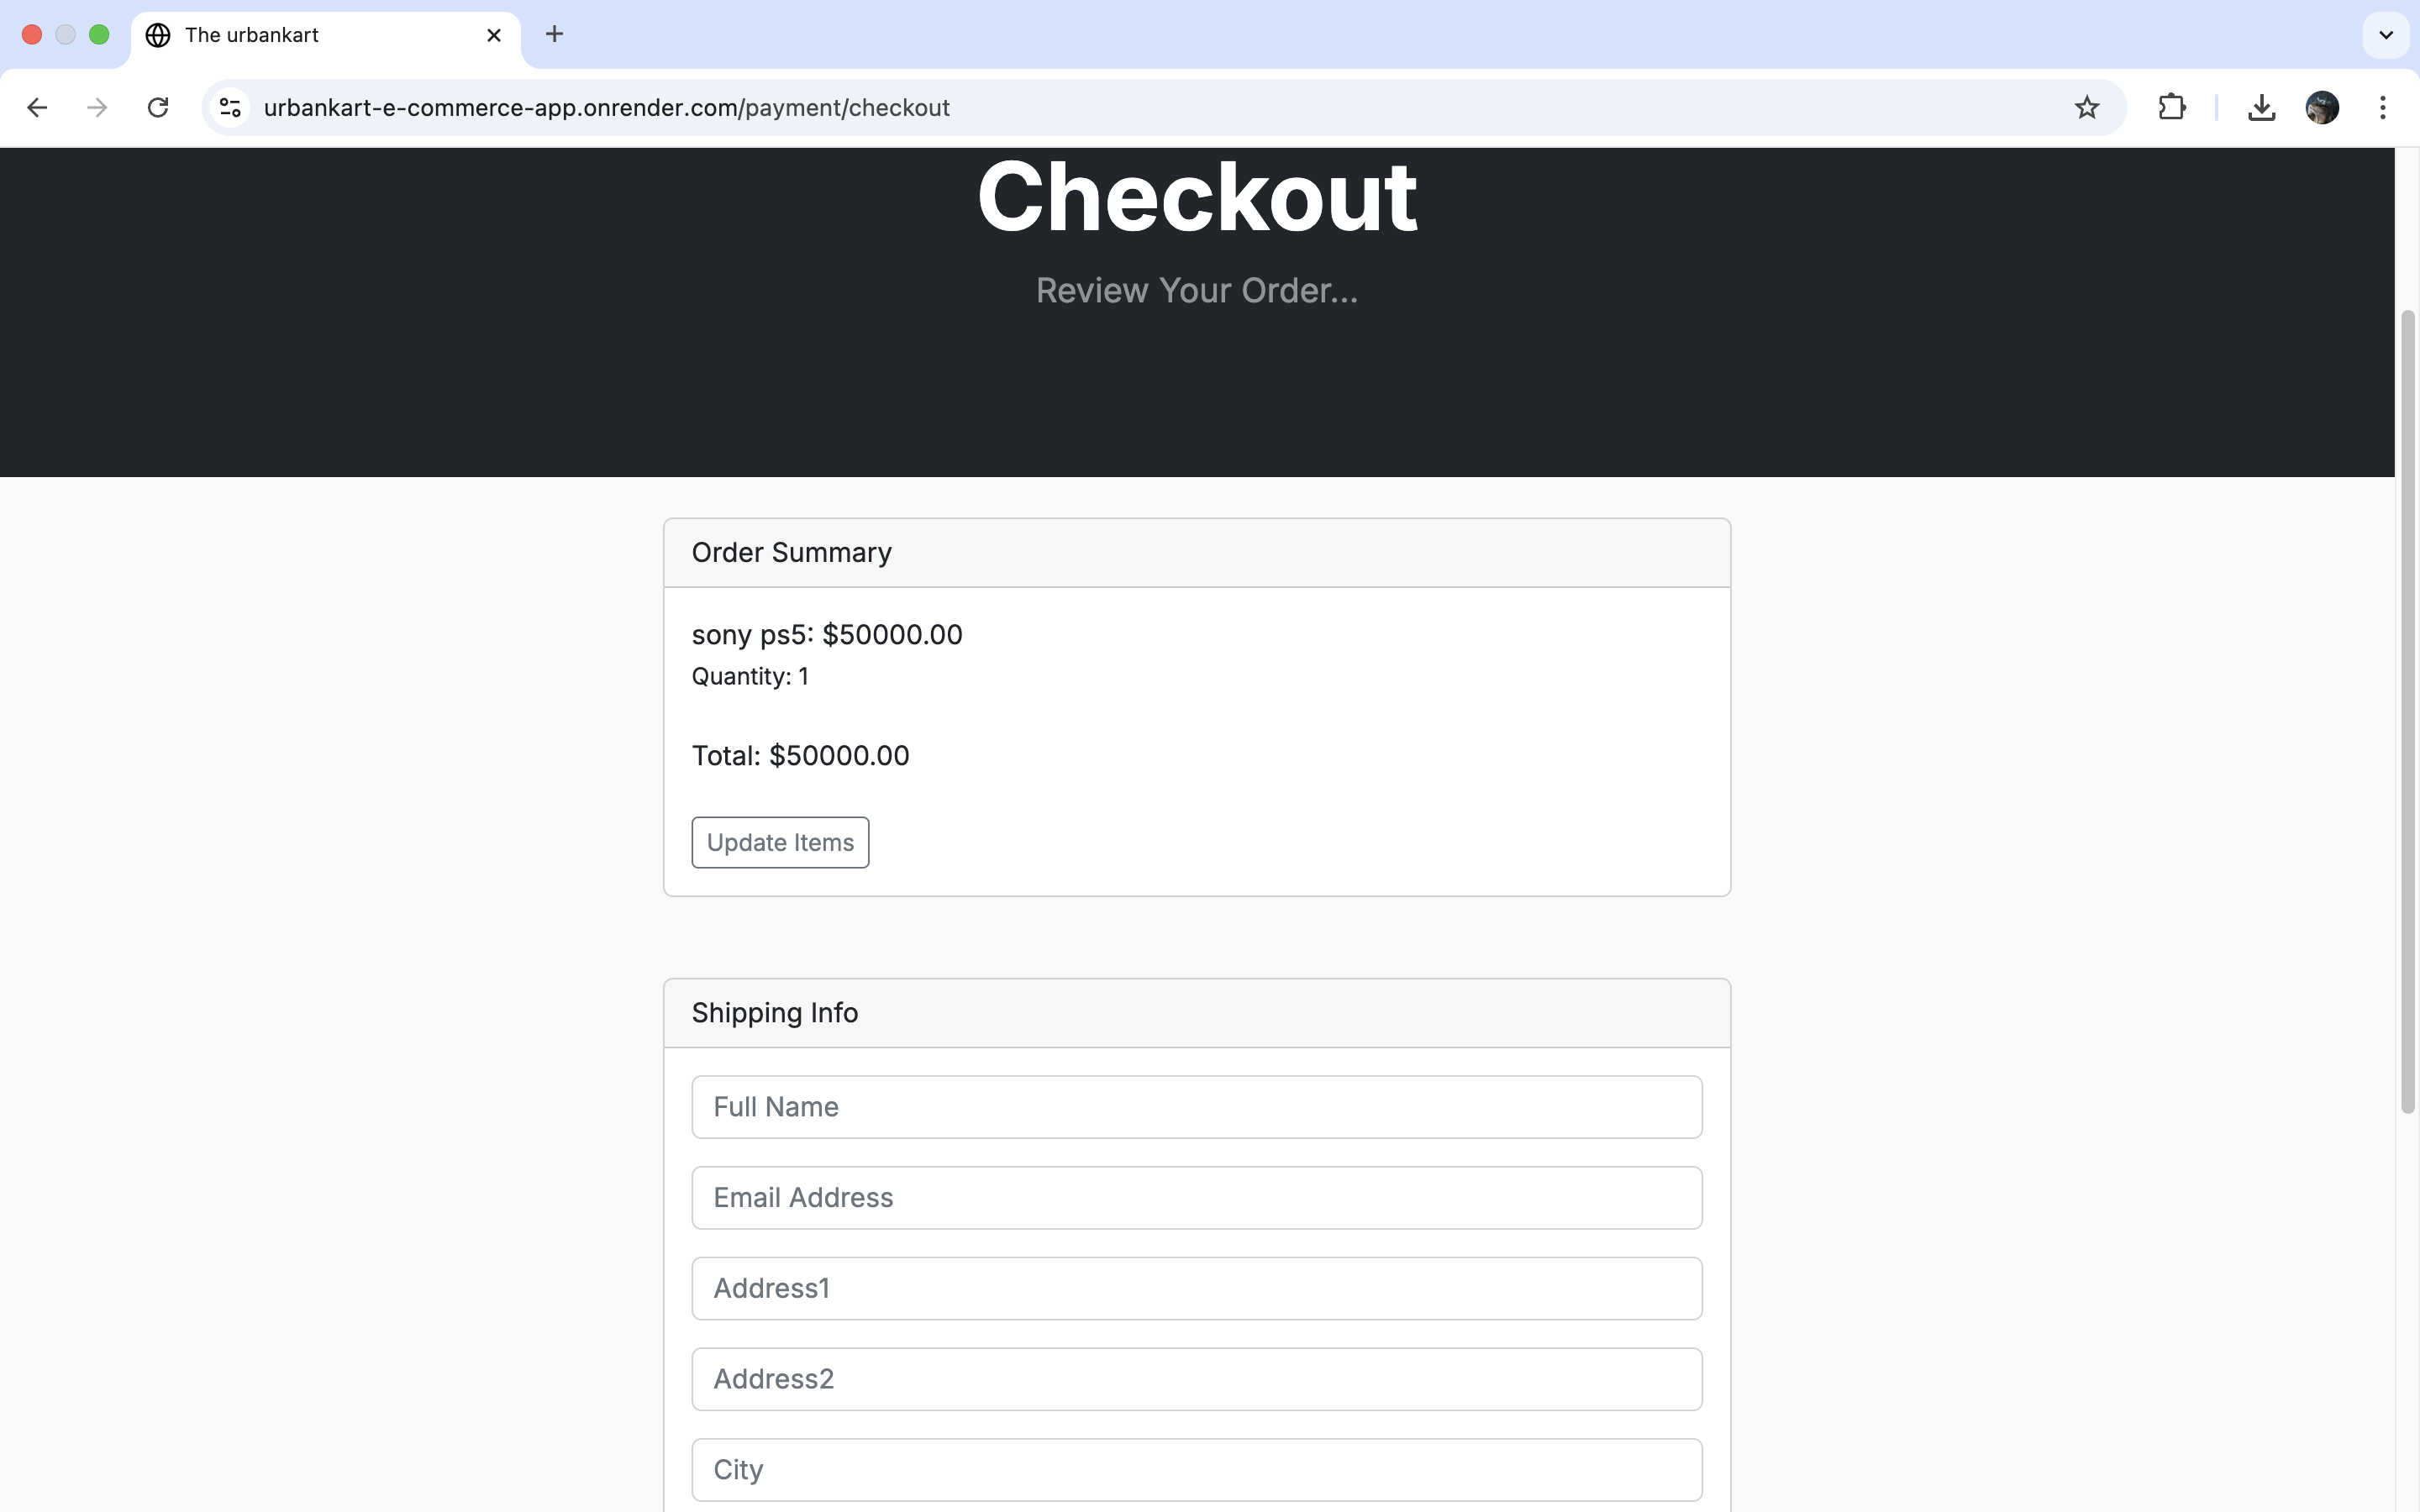 The urbankart
urbankart-e-commerce-app.onrender.com/payment/checkout
Checkout
Review Your Order...
Order Summary
sony ps5: $50000.00
Quantity: 1
Total: $50000.00
Update Items
Shipping Info
Full Name
Email Address
Address1
Address2
City